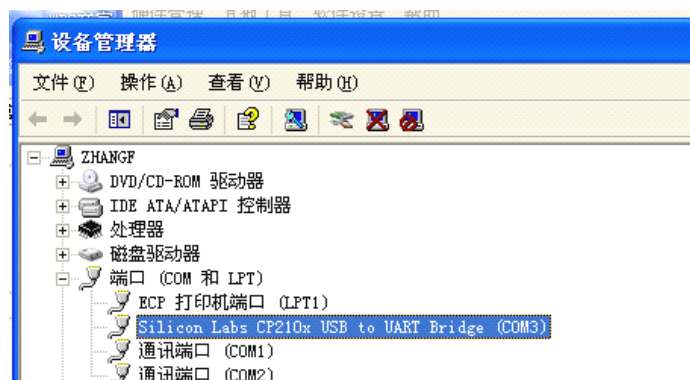 设备管理器
文件(F) 操作(A) 查看(V) 帮助(H)
ZHANGF
DVD/CD-ROM 驱动器
IDE ATA/ATAPI 控制器
处理器
磁盘驱动器
端口 (COM 和 LPT)
ECP 打印机端口 (LPT1)
Silicon Labs CP210x USB to UART Bridge (COM3)
通讯端口 (COM1)
通讯端口 (COM2)